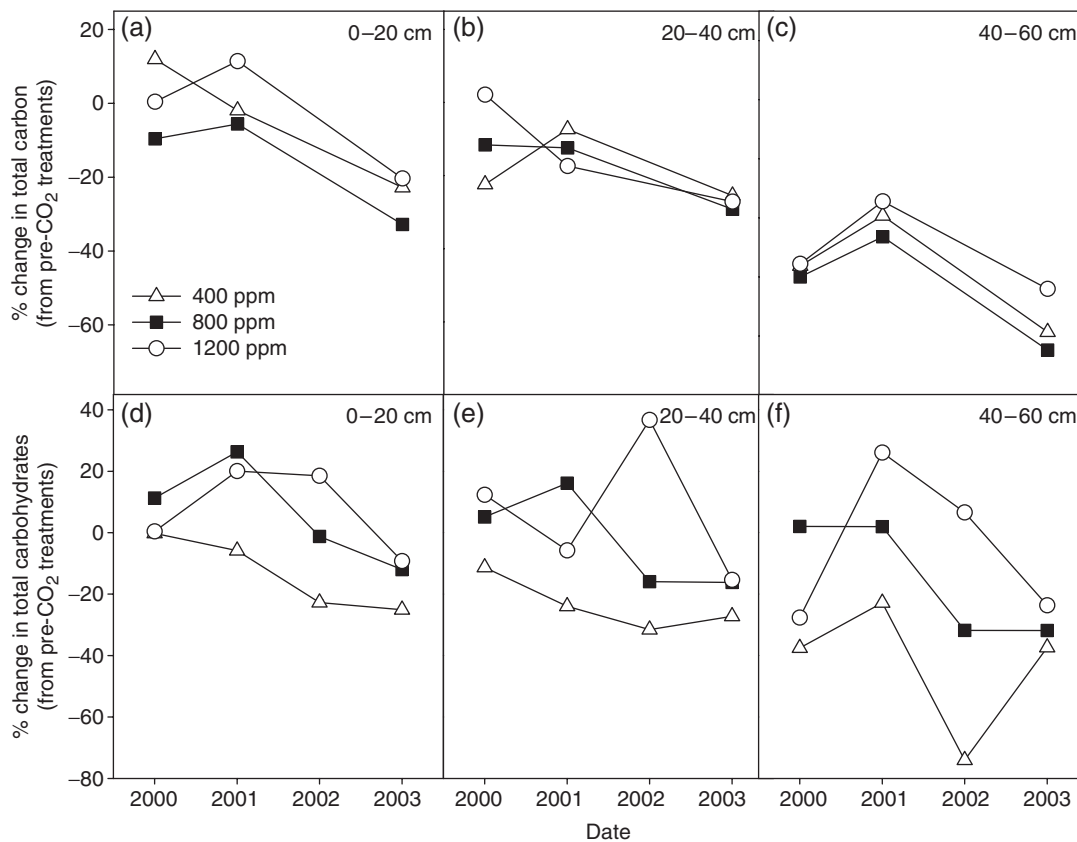 (a)
0–20 cm
(b)
20–40 cm
(c)
40–60 cm
20
0
–20
–40
–60
% change in total carbon
(from pre-CO2 treatments)
400 ppm
800 ppm
1200 ppm
(d)
0–20 cm
(e)
20–40 cm
(f)
40–60 cm
40
20
0
–20
–40
–60
–80
% change in total carbohydrates
(from pre-CO2 treatments)
2000 2001 2002 2003
2000 2001 2002 2003
2000 2001 2002 2003
Date